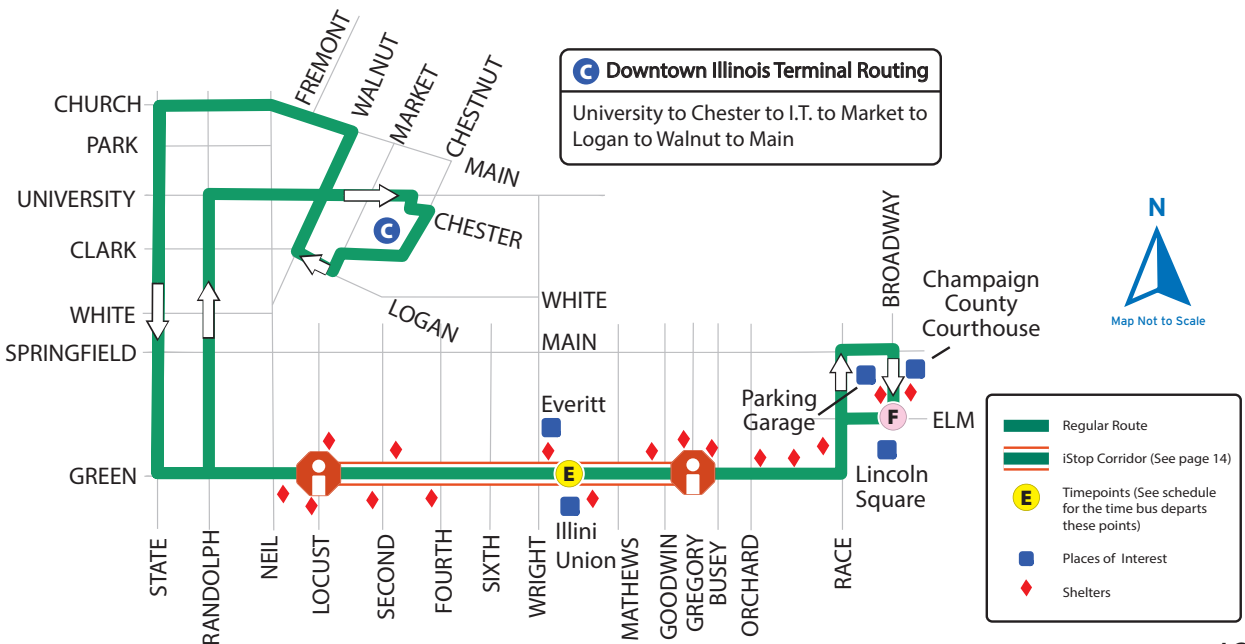 FREMONT
WALNUT
MARKET
CHESTNUT
C Downtown Illinois Terminal Routing
University to Chester to I.T. to Market to
Logan to Walnut to Main
CHURCH
PARK
UNIVERSITY
CLARK
WHITE
SPRINGFIELD
GREEN
MAIN
CHESTER
C
LOGAN
WHITE
MAIN
BROADWAY
Champaign
County
Courthouse
N
Map Not to Scale
Everitt
Parking
Garage
F
ELM
Lincoln
Square
E
Illini
Union
STATE
RANDOLPH
NEIL
LOCUST
SECOND
FOURTH
SIXTH
WRIGHT
MATHEWS
GOODWIN
GREGORY
BUSEY
ORCHARD
RACE
Regular Route
iStop Corridor (See page 14)
E
Timepoints (See schedule
for the time bus departs
these points)
Places of Interest
Shelters